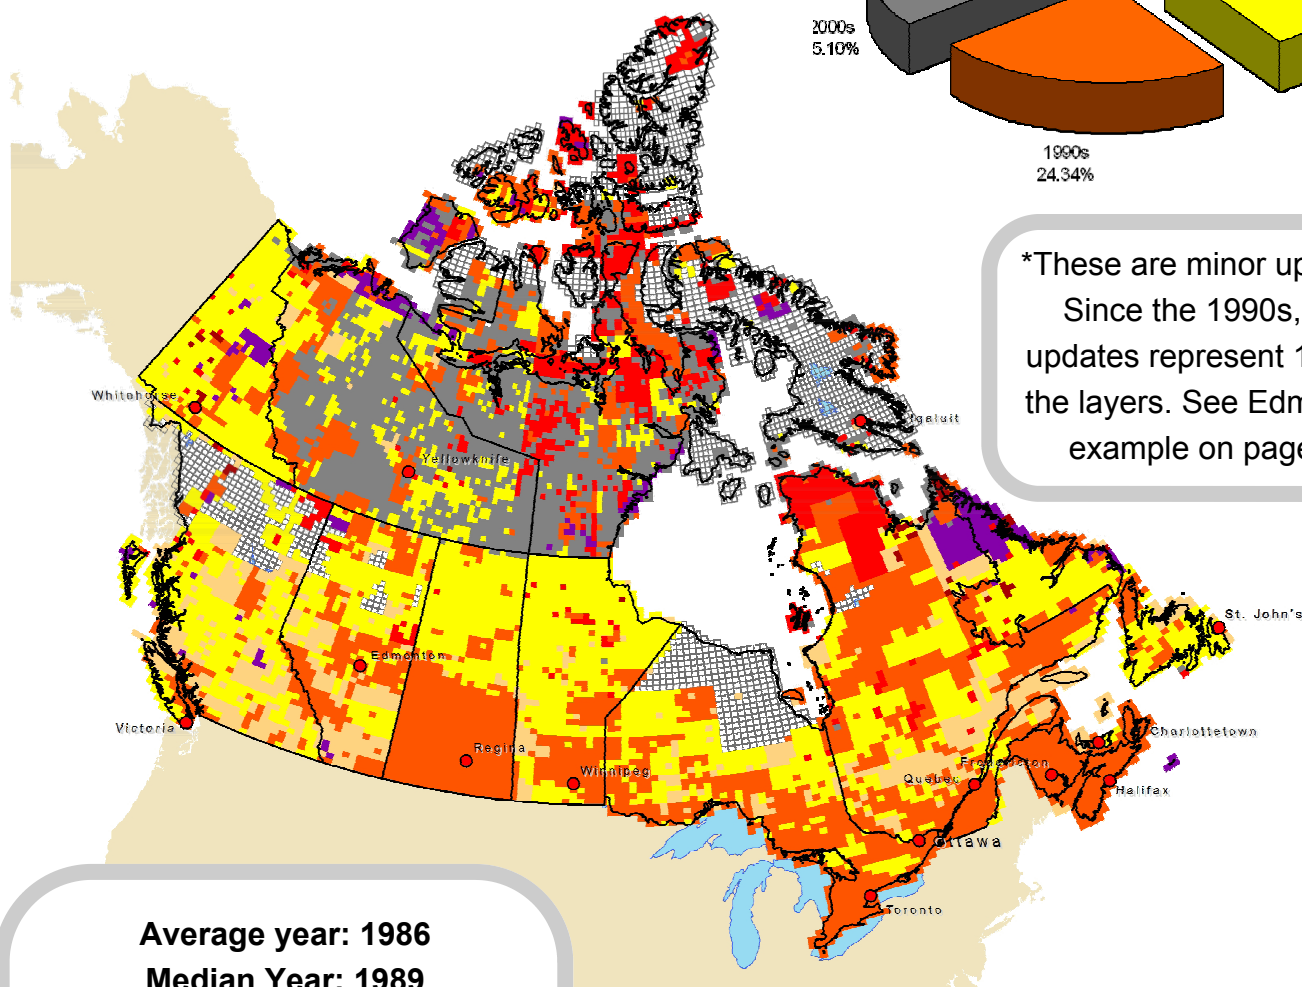 2000s
5.10%
1990s
24.34%
*These are minor up
Since the 1990s,
updates represent 1
the layers. See Edm
example on page
Whitehorse
Iqaluit
Yellowknife
St. John's
Edmonton
Victoria
Regina
Winnipeg
Charlottetown
Fredericton
Quebec
Halifax
Ottawa
Toronto
Average year: 1986
Median Year: 1989